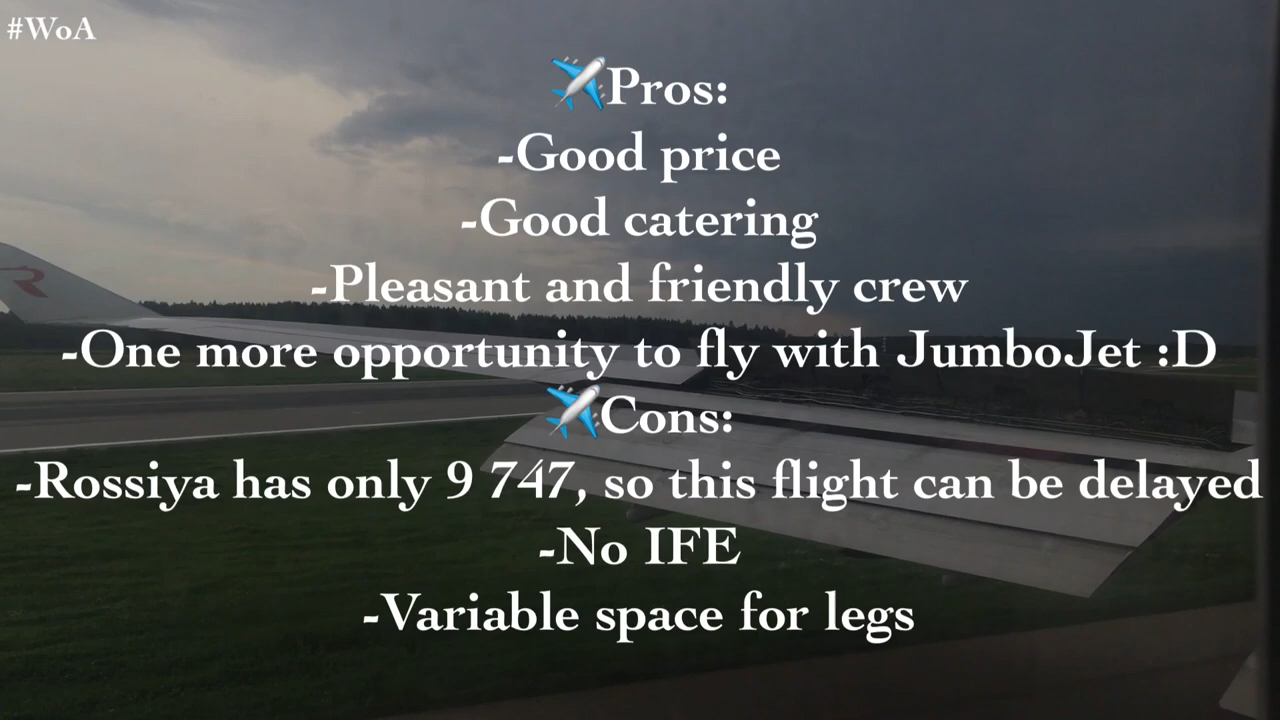 #WoA
✈️Pros:
-Good price
-Good catering
-Pleasant and friendly crew
-One more opportunity to fly with JumboJet :D
✈️Cons:
-Rossiya has only 9 747, so this flight can be delayed
-No IFE
-Variable space for legs